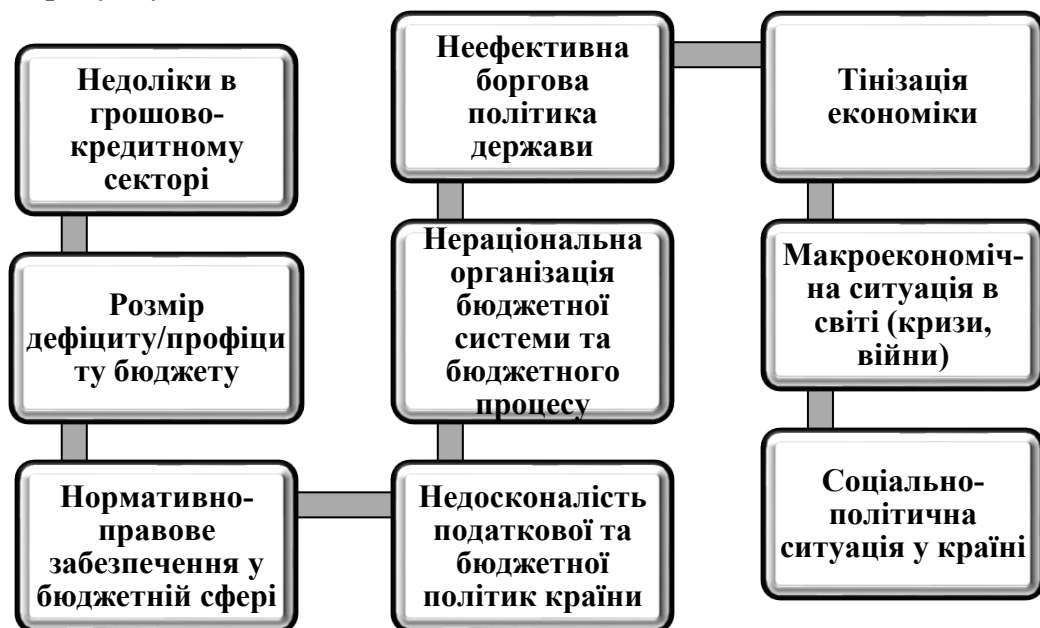 Недоліки в
грошово-
кредитному
секторі
Розмір
дефіциту/профіци
ту бюджету
Нормативно-
правове
забезпечення у
бюджетній сфері
Недосконалість
податкової та
бюджетної
політик країни
Нераціональна
організація
бюджетної
системи та
бюджетного
процесу
Неефективна
боргова
політика
держави
Тінізація
економіки
Макроекономіч-
на ситуація в
світі (кризи,
війни)
Соціально-
політична
ситуація у країні